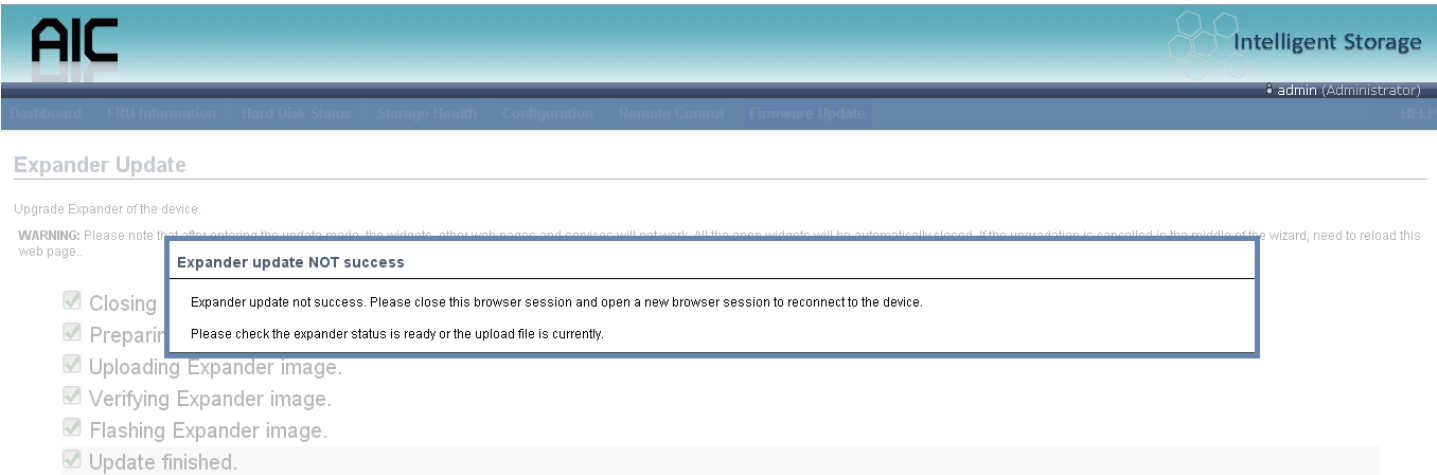 AIC
Intelligent Storage
admin (Administrator)
Dashboard FRU Information Hard Disk Status Storage Health Configuration Remote Control Firmware Update HELP
Expander Update
Upgrade Expander of the device.
WARNING: Please note that after entering the update mode, the widgets, other web pages and services will not work. All the open widgets will be automatically closed. If the upgradation is cancelled in the middle of the wizard, need to reload this
web page..
Expander update NOT success
Expander update not success. Please close this browser session and open a new browser session to reconnect to the device.
Please check the expander status is ready or the upload file is currently.
Closing
Preparin
Uploading Expander image.
Verifying Expander image.
Flashing Expander image.
Update finished.